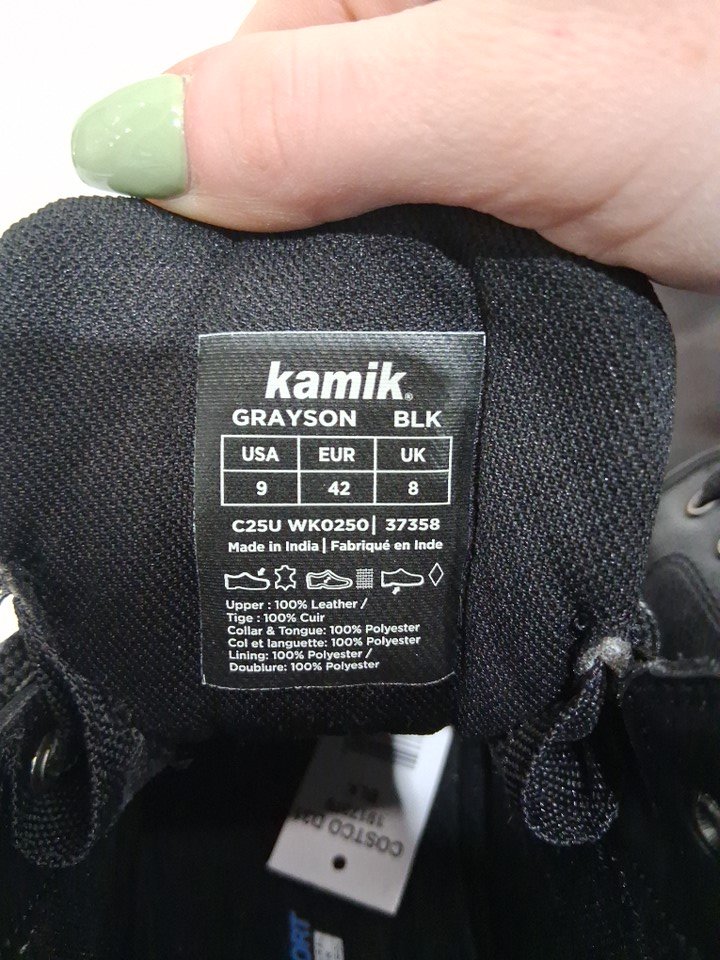 kamik®
GRAYSON BLK
USA EUR UK
9 42 8
C25U WK0250| 37358
Made in India | Fabriqué en Inde
Upper : 100% Leather /
Tige : 100% Cuir
Collar & Tongue: 100% Polyester
Col et languette: 100% Polyester
Lining: 100% Polyester /
Doublure: 100% Polyester
BLK
COSTCO